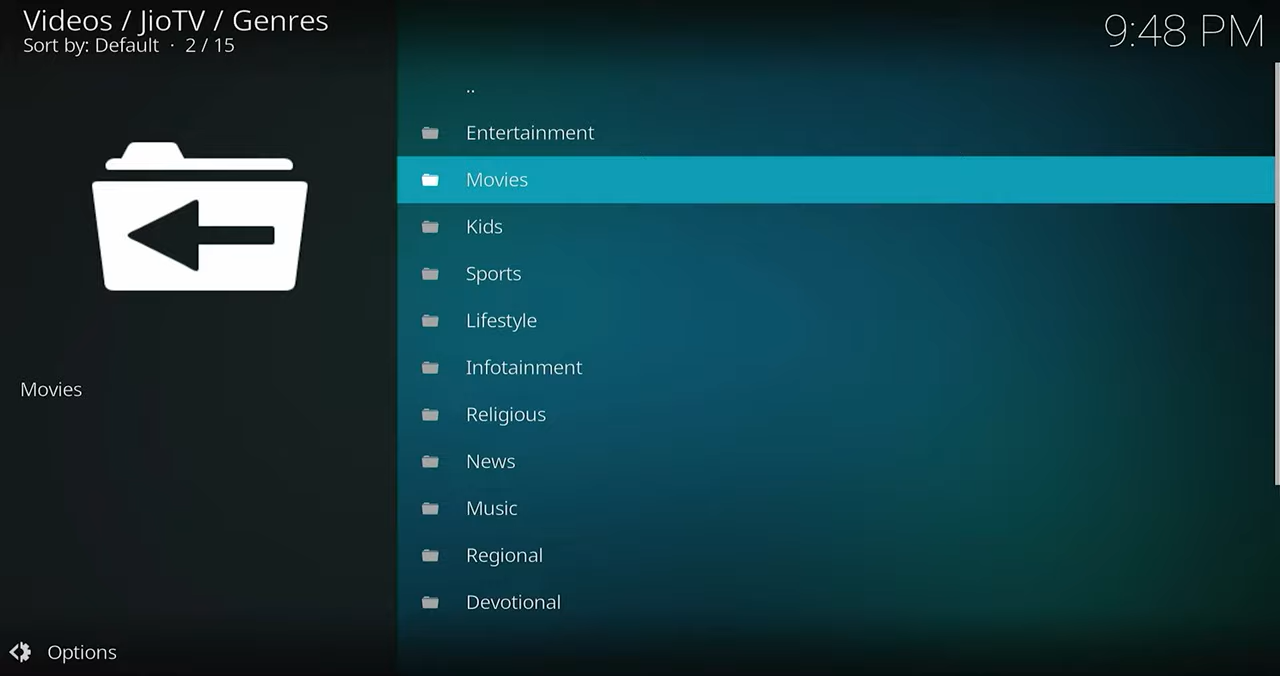 Videos / JioTV / Genres
Sort by: Default · 2 / 15
9:48 PM
..
Entertainment
Movies
Kids
Sports
Lifestyle
Infotainment
Religious
News
Music
Regional
Devotional
Movies
Options